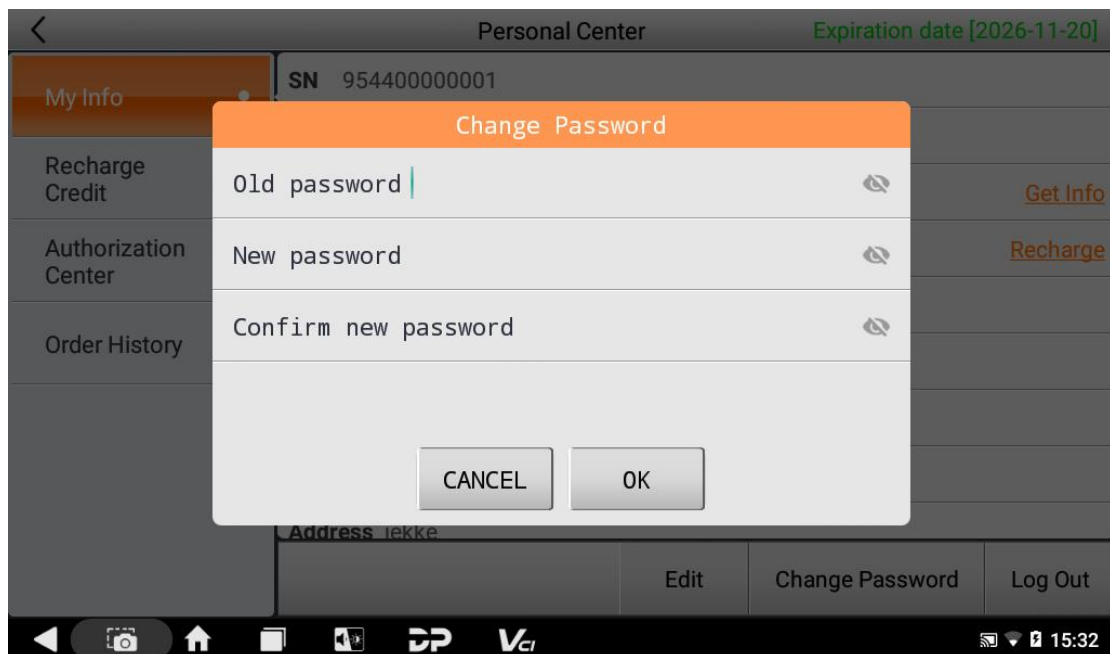 Personal Center
Expiration date [2026-11-20]
My Info
SN 954400000001
Change Password
Recharge
Credit
Old password
Get Info
Authorization
Center
New password
Recharge
Order History
Confirm new password
CANCEL
OK
Address jekke
Edit
Change Password
Log Out
DP
VCI
15:32